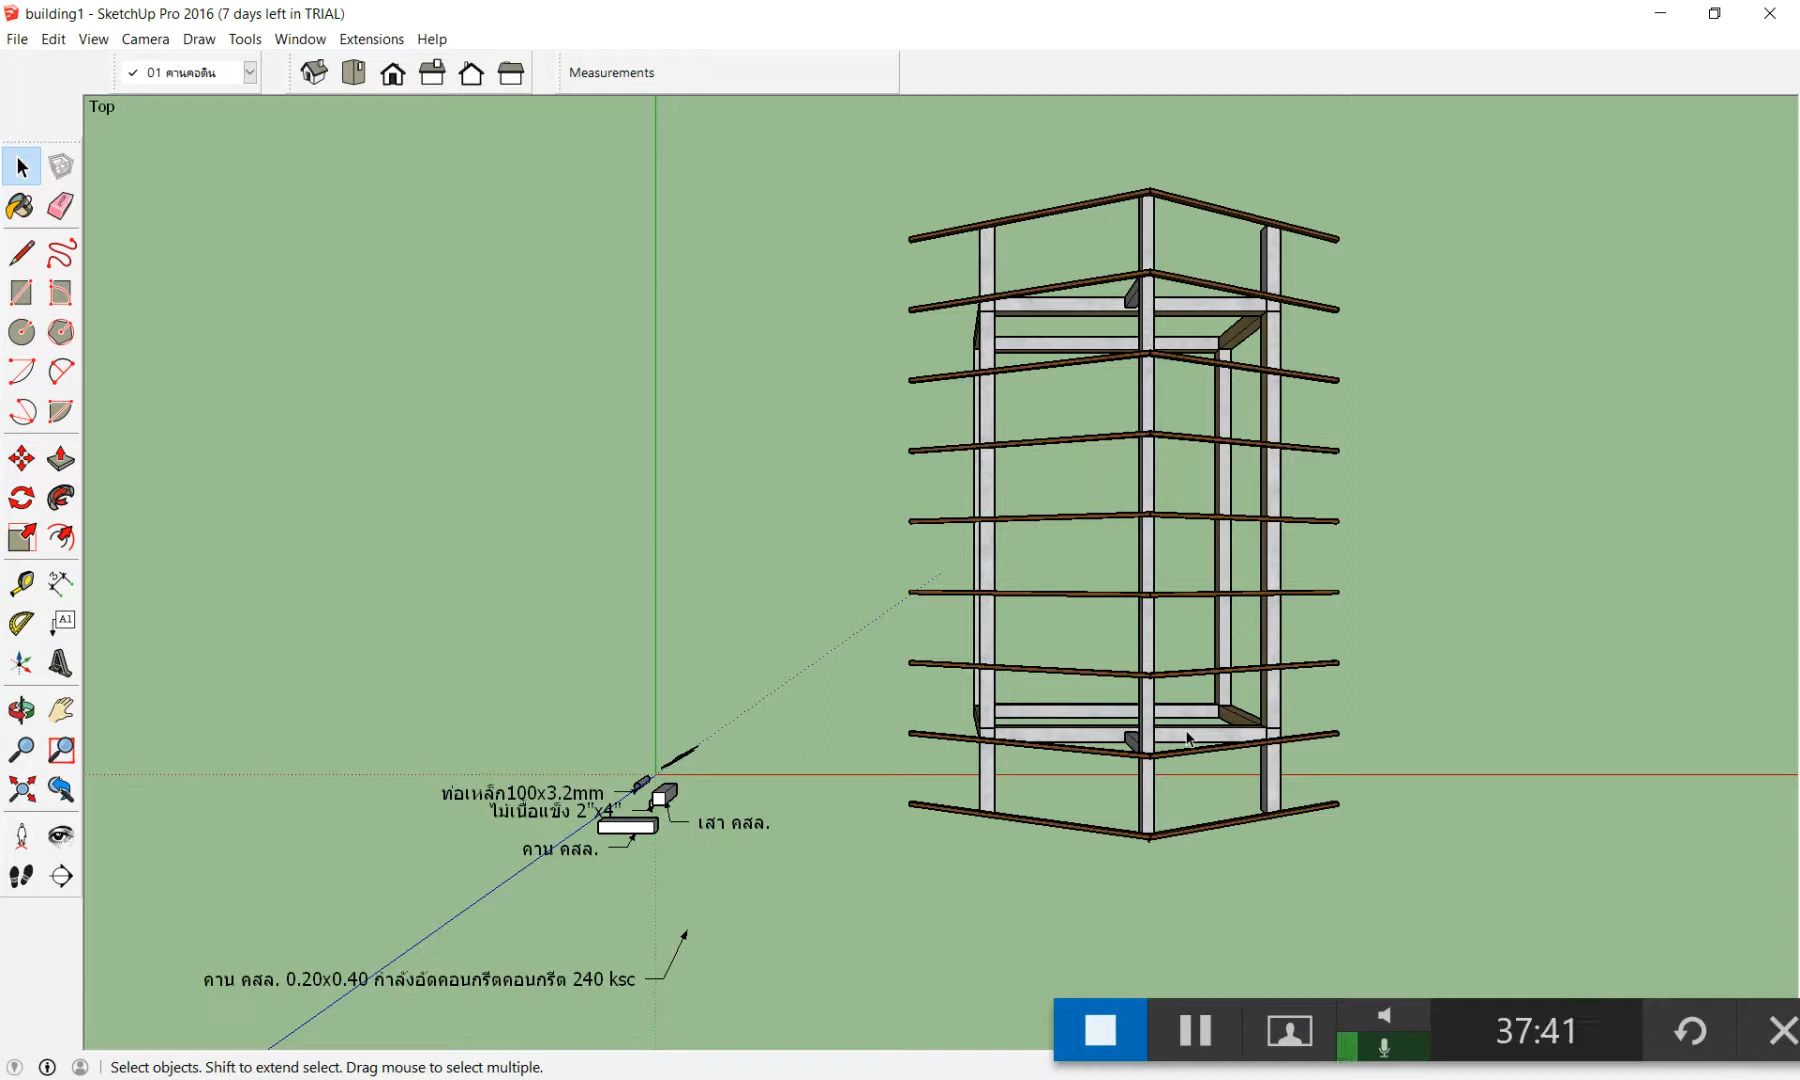 building1 - SketchUp Pro 2016 (7 days left in TRIAL)
File Edit View Camera Draw Tools Window Extensions Help
01 คานคอดิน
Measurements
Top
A1
ท่อเหล็ก100x3.2mm
ไม้เนื้อแข็ง 2"x4"
เสา คสล.
คาน คสล.
คาน คสล. 0.20x0.40 กำลังอัดคอนกรีตคอนกรีต 240 ksc
37:41
Select objects. Shift to extend select. Drag mouse to select multiple.